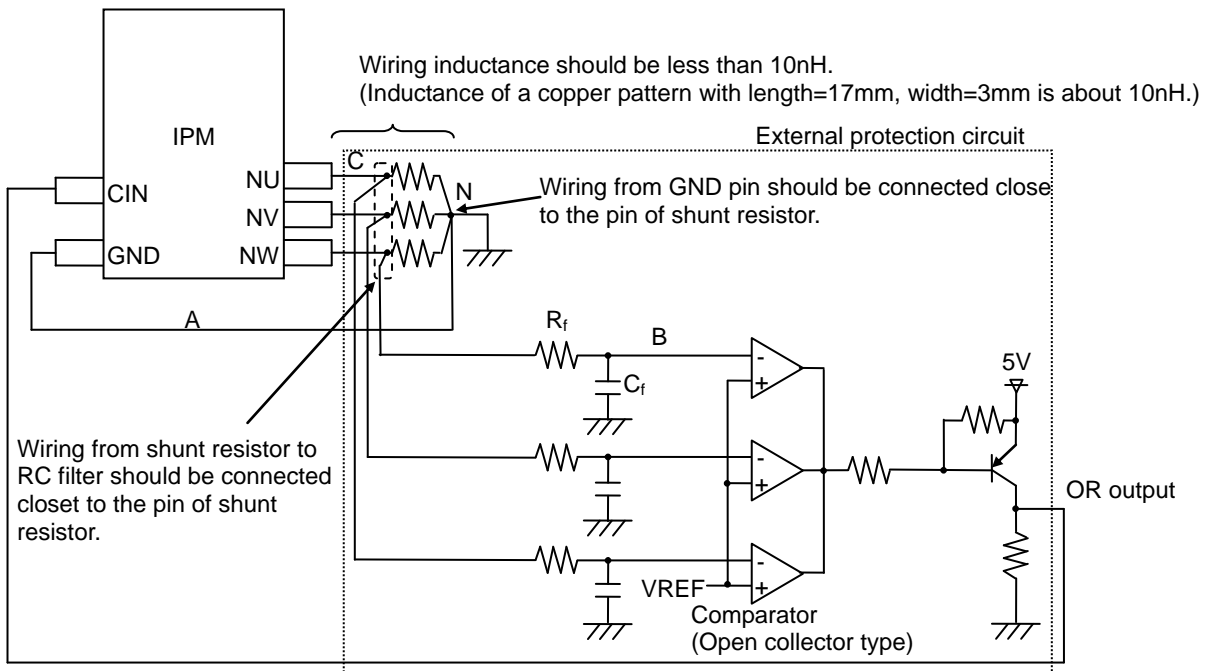 Wiring inductance should be less than 10nH.
(Inductance of a copper pattern with length=17mm, width=3mm is about 10nH.)
IPM
External protection circuit
C
NU
N
CIN
Wiring from GND pin should be connected close
to the pin of shunt resistor.
NV
GND
NW
A
Rf
B
-
+
5V
Cf
Wiring from shunt resistor to
RC filter should be connected
closet to the pin of shunt
resistor.
-
+
OR output
-
+
VREF
Comparator
(Open collector type)